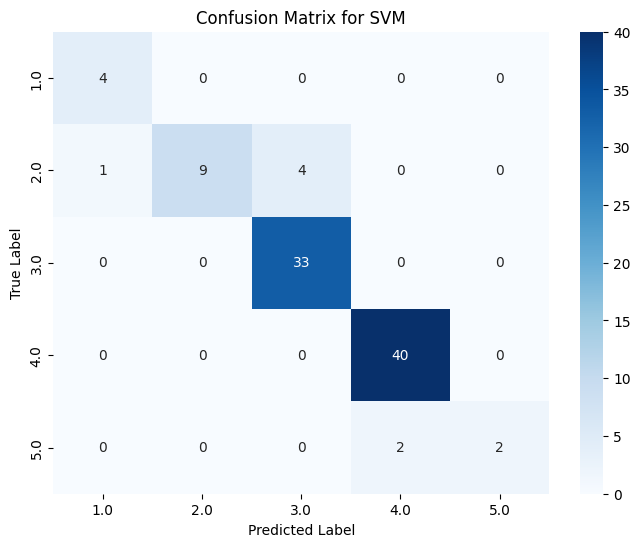 Confusion Matrix for SVM
True Label
1.0 4 0 0 0 0
2.0 1 9 4 0 0
3.0 0 0 33 0 0
4.0 0 0 0 40 0
5.0 0 0 0 2 2
1.0 2.0 3.0 4.0 5.0
Predicted Label
40
35
30
25
20
15
10
5
0